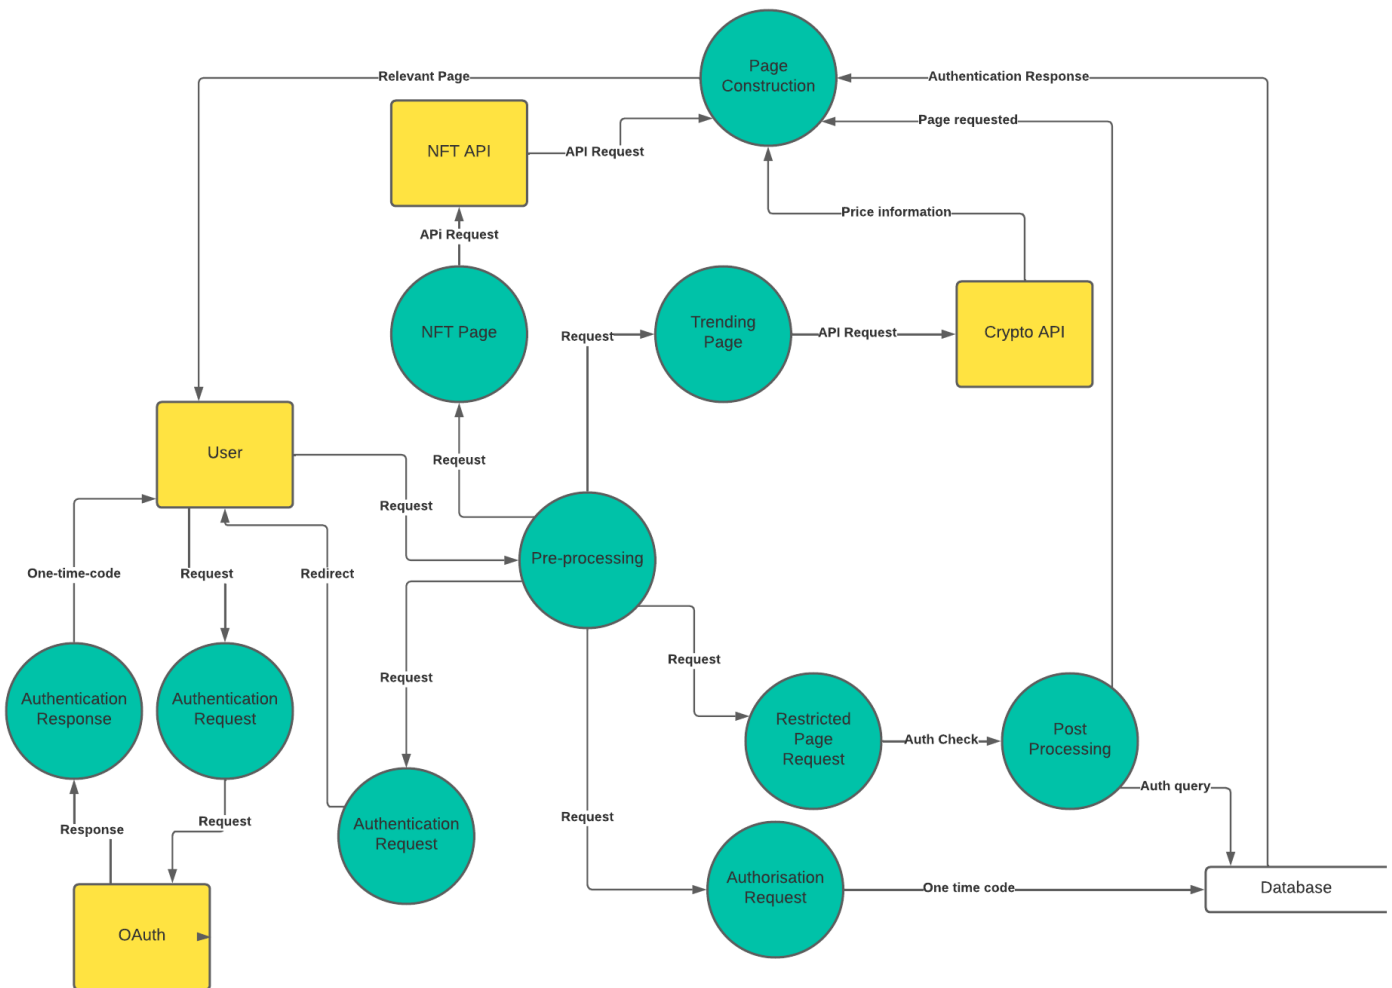 Page
Construction
Relevant Page
Authentication Response
Page requested
NFT API
API Request
Price information
APi Request
NFT Page
Request
Trending
Page
API Request
Crypto API
User
Reqeust
Request
Pre-processing
One-time-code
Request
Redirect
Request
Request
Authentication
Response
Authentication
Request
Restricted
Page
Request
Auth Check
Post
Processing
Auth query
Response
Request
Authentication
Request
Request
Authorisation
Request
One time code
Database
OAuth